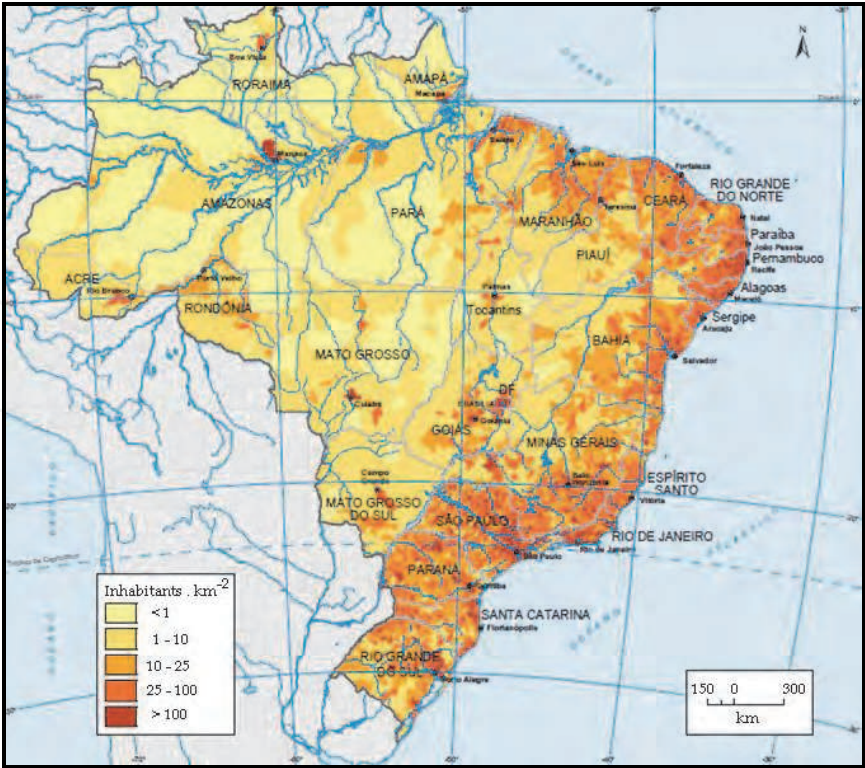 N
Boa Vista
RORAIMA
AMAPÁ
Macapá
OCEANO
ATLÂNTICO
Manaus
Belém
São Luis
Fortaleza
RIO GRANDE
DO NORTE
Natal
AMAZONAS
PARÁ
MARANHÃO
Teresina
CEARÁ
Paraíba
João Pessoa
Pernambuco
Recife
PIAUÍ
ACRE
Rio Branco
Porto Velho
RONDÔNIA
Palmas
Tocantins
Alagoas
Maceió
Sergipe
Aracaju
BAHIA
Salvador
MATO GROSSO
Cuiabá
DF
BRASÍLIA
GOIÁS
Goiânia
MINAS GERAIS
Belo
Horizonte
ESPÍRITO
SANTO
Vitória
Campo
Grande
MATO GROSSO
DO SUL
SÃO PAULO
São Paulo
RIO DE JANEIRO
Rio de Janeiro
PARANÁ
Curitiba
SANTA CATARINA
Florianópolis
RIO GRANDE
DO SUL
Porto Alegre
Inhabitants . km-2
< 1
1 - 10
10 - 25
25 - 100
> 100
150 0 300
km